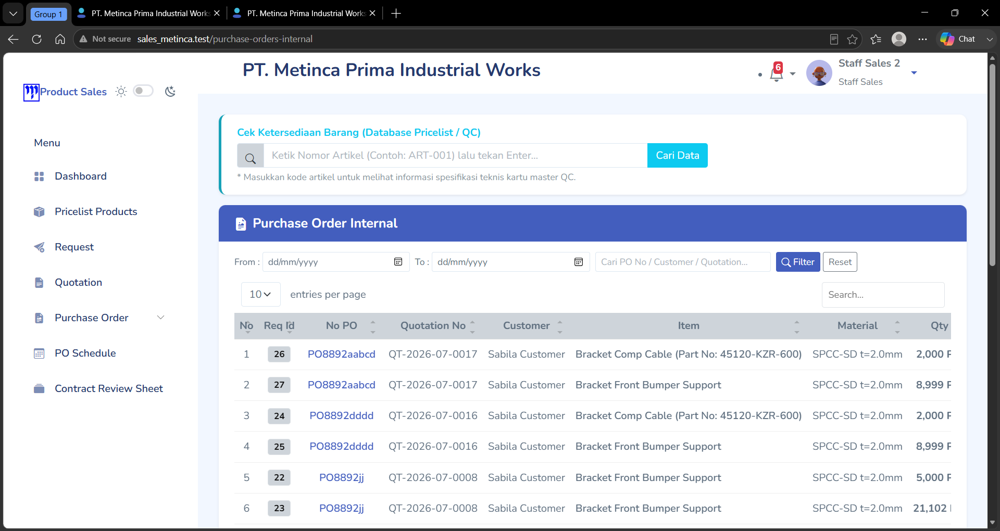 Group 1
PT. Metinca Prima Industrial Works
PT. Metinca Prima Industrial Works
Not secure sales_metinca.test/purchase-orders-internal
Chat
PT. Metinca Prima Industrial Works
6
Staff Sales 2
Staff Sales
Product Sales
Menu
Dashboard
Pricelist Products
Request
Quotation
Purchase Order
PO Schedule
Contract Review Sheet
Cek Ketersediaan Barang (Database Pricelist / QC)
Ketik Nomor Artikel (Contoh: ART-001) lalu tekan Enter... Cari Data
* Masukkan kode artikel untuk melihat informasi spesifikasi teknis kartu master QC.
Purchase Order Internal
From : dd/mm/yyyy To : dd/mm/yyyy Cari PO No / Customer / Quotation... Filter Reset
10 entries per page Search...
No Req Id No PO Quotation No Customer Item Material Qty
1 26 PO8892aabcd QT-2026-07-0017 Sabila Customer Bracket Comp Cable (Part No: 45120-KZR-600) SPCC-SD t=2.0mm 2,000
2 27 PO8892aabcd QT-2026-07-0017 Sabila Customer Bracket Front Bumper Support SPCC-SD t=2.0mm 8,999
3 24 PO8892dddd QT-2026-07-0016 Sabila Customer Bracket Comp Cable (Part No: 45120-KZR-600) SPCC-SD t=2.0mm 2,000
4 25 PO8892dddd QT-2026-07-0016 Sabila Customer Bracket Front Bumper Support SPCC-SD t=2.0mm 8,999
5 22 PO8892jj QT-2026-07-0008 Sabila Customer Bracket Front Bumper Support SPCC-SD t=2.0mm 5,000
6 23 PO8892jj QT-2026-07-0008 Sabila Customer Bracket Front Bumper Support SPCC-SD t=2.0mm 21,102